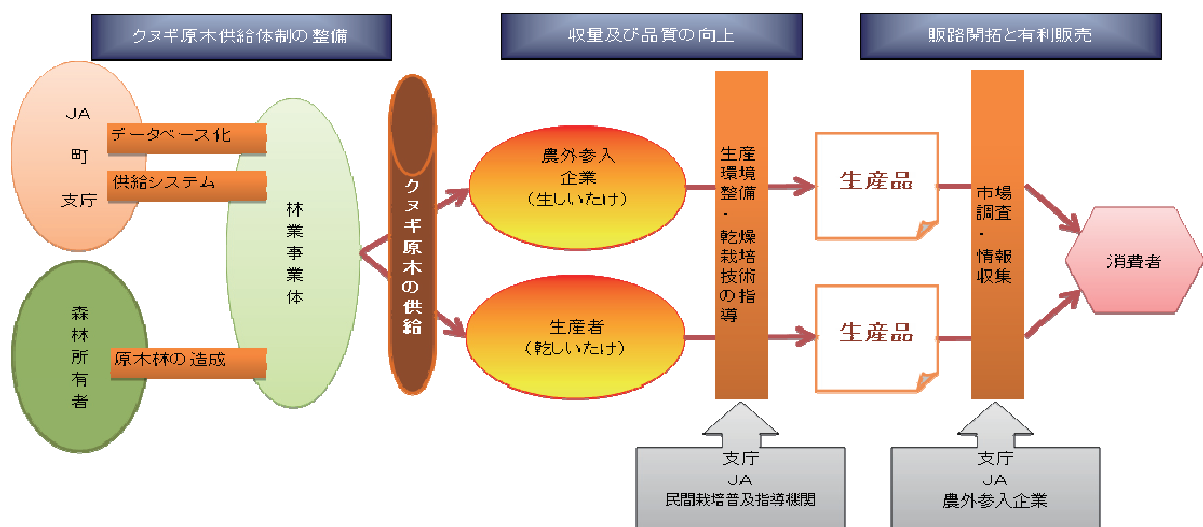 クヌギ原木供給体制の整備
収量及び品質の向上
販路開拓と有利販売
JA
町
支庁
データベース化
供給システム
森林所有者
原木林の造成
林業事業体
クヌギ原木の供給
農外参入
企業
(生しいたけ)
生産者
(乾しいたけ)
生産
環境
整備
・
乾燥
栽培
技術
の指
導
生産品
生産品
市場
調査
・
情報
収集
消費者
支庁
JA
民間栽培普及指導機関
支庁
JA
農外参入企業